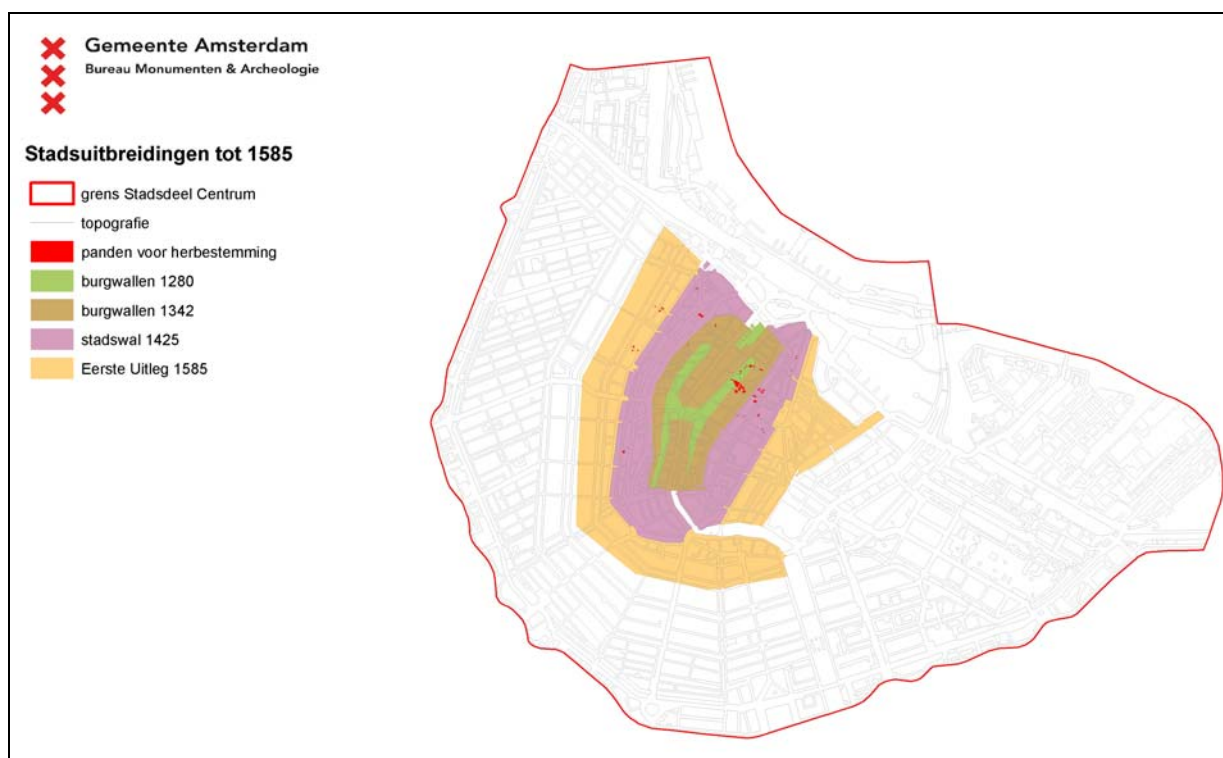 Gemeente Amsterdam
Bureau Monumenten & Archeologie
Stadsuitbreidingen tot 1585
grens Stadsdeel Centrum
topografie
panden voor herbestemming
burgwallen 1280
burgwallen 1342
stadswal 1425
Eerste Uitleg 1585